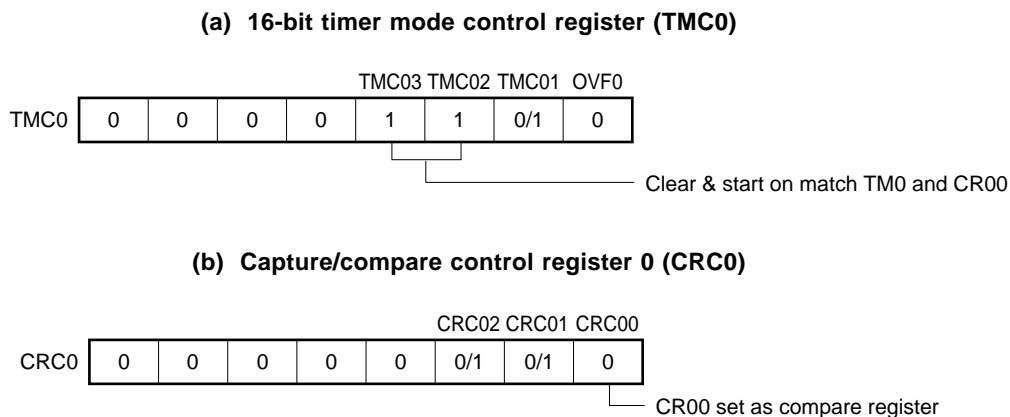 (a) 16-bit timer mode control register (TMC0)
TMC03 TMC02 TMC01 OVF0
TMC0 0 0 0 0 1 1 0/1 0
Clear & start on match TM0 and CR00
(b) Capture/compare control register 0 (CRC0)
CRC02 CRC01 CRC00
CRC0 0 0 0 0 0 0/1 0/1 0
CR00 set as compare register